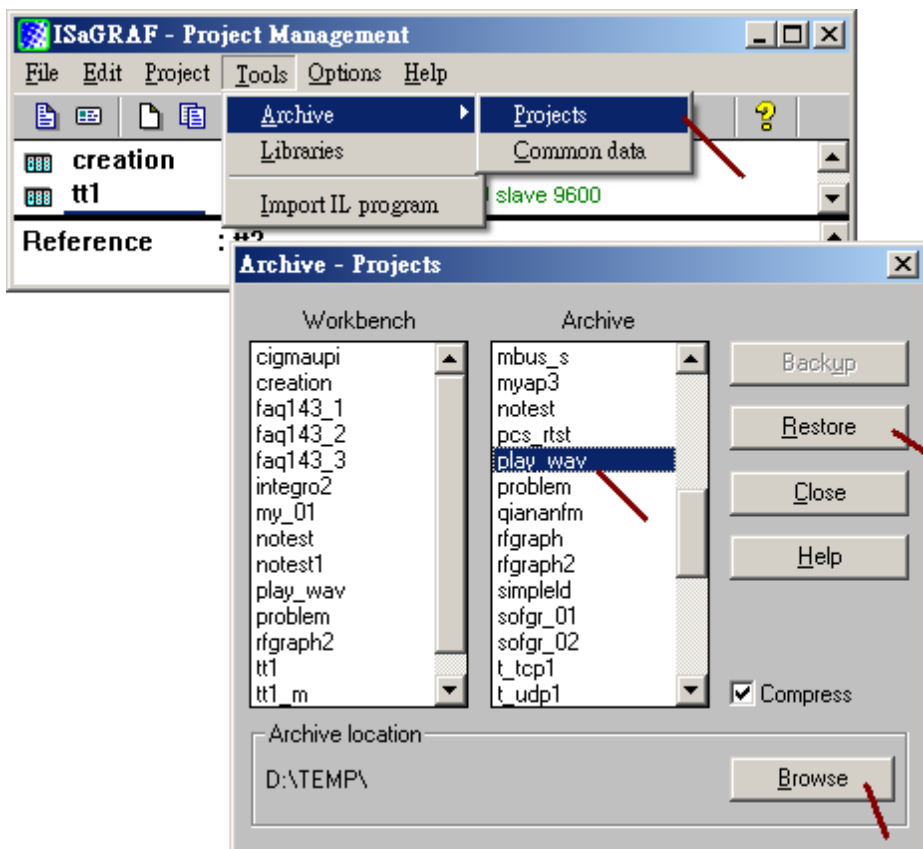 ISaGRAF - Project Management
File Edit Project Tools Options Help
Archive
Projects
Libraries
Common data
Import IL program
creation
tt1
slave 9600
Reference :
Archive - Projects
Workbench
cigmaupi
creation
faq143_1
faq143_2
faq143_3
integro2
my_01
notest
notest1
play_wav
problem
rfgraph2
tt1
tt1_m
Archive
mbus_s
myap3
notest
pcs_rtst
play_wav
problem
qiananfm
rfgraph
rfgraph2
simpleld
sofgr_01
sofgr_02
t_tcp1
t_udp1
Backup
Restore
Close
Help
Compress
Archive location
D:\TEMP\
Browse